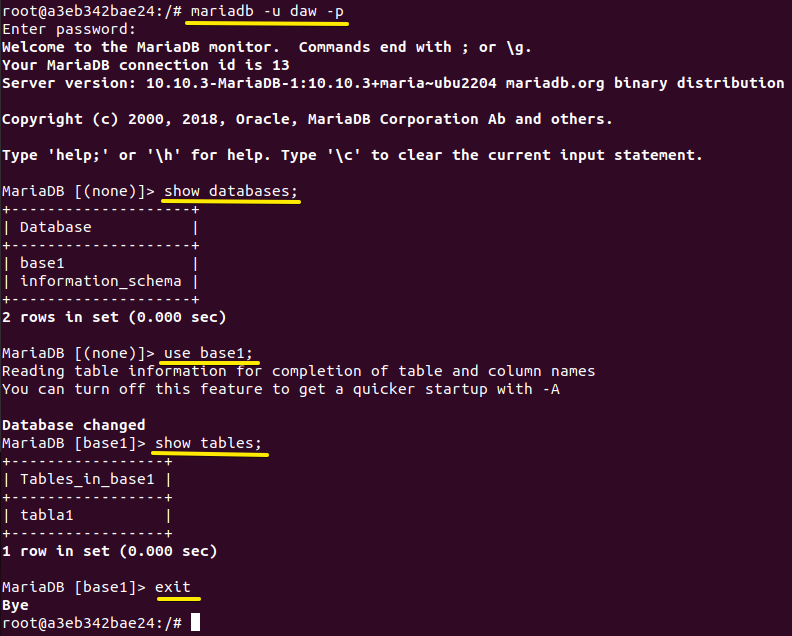 root@a3eb342bae24:/# mariadb -u daw -p
Enter password:
Welcome to the MariaDB monitor.  Commands end with ; or \g.
Your MariaDB connection id is 13
Server version: 10.10.3-MariaDB-1:10.10.3+maria~ubu2204 mariadb.org binary distribution

Copyright (c) 2000, 2018, Oracle, MariaDB Corporation Ab and others.

Type 'help;' or '\h' for help. Type '\c' to clear the current input statement.

MariaDB [(none)]> show databases;
+--------------------+
| Database           |
+--------------------+
| base1              |
| information_schema |
+--------------------+
2 rows in set (0.000 sec)

MariaDB [(none)]> use base1;
Reading table information for completion of table and column names
You can turn off this feature to get a quicker startup with -A

Database changed
MariaDB [base1]> show tables;
+-----------------+
| Tables_in_base1 |
+-----------------+
| tabla1          |
+-----------------+
1 row in set (0.000 sec)

MariaDB [base1]> exit
Bye
root@a3eb342bae24:/#